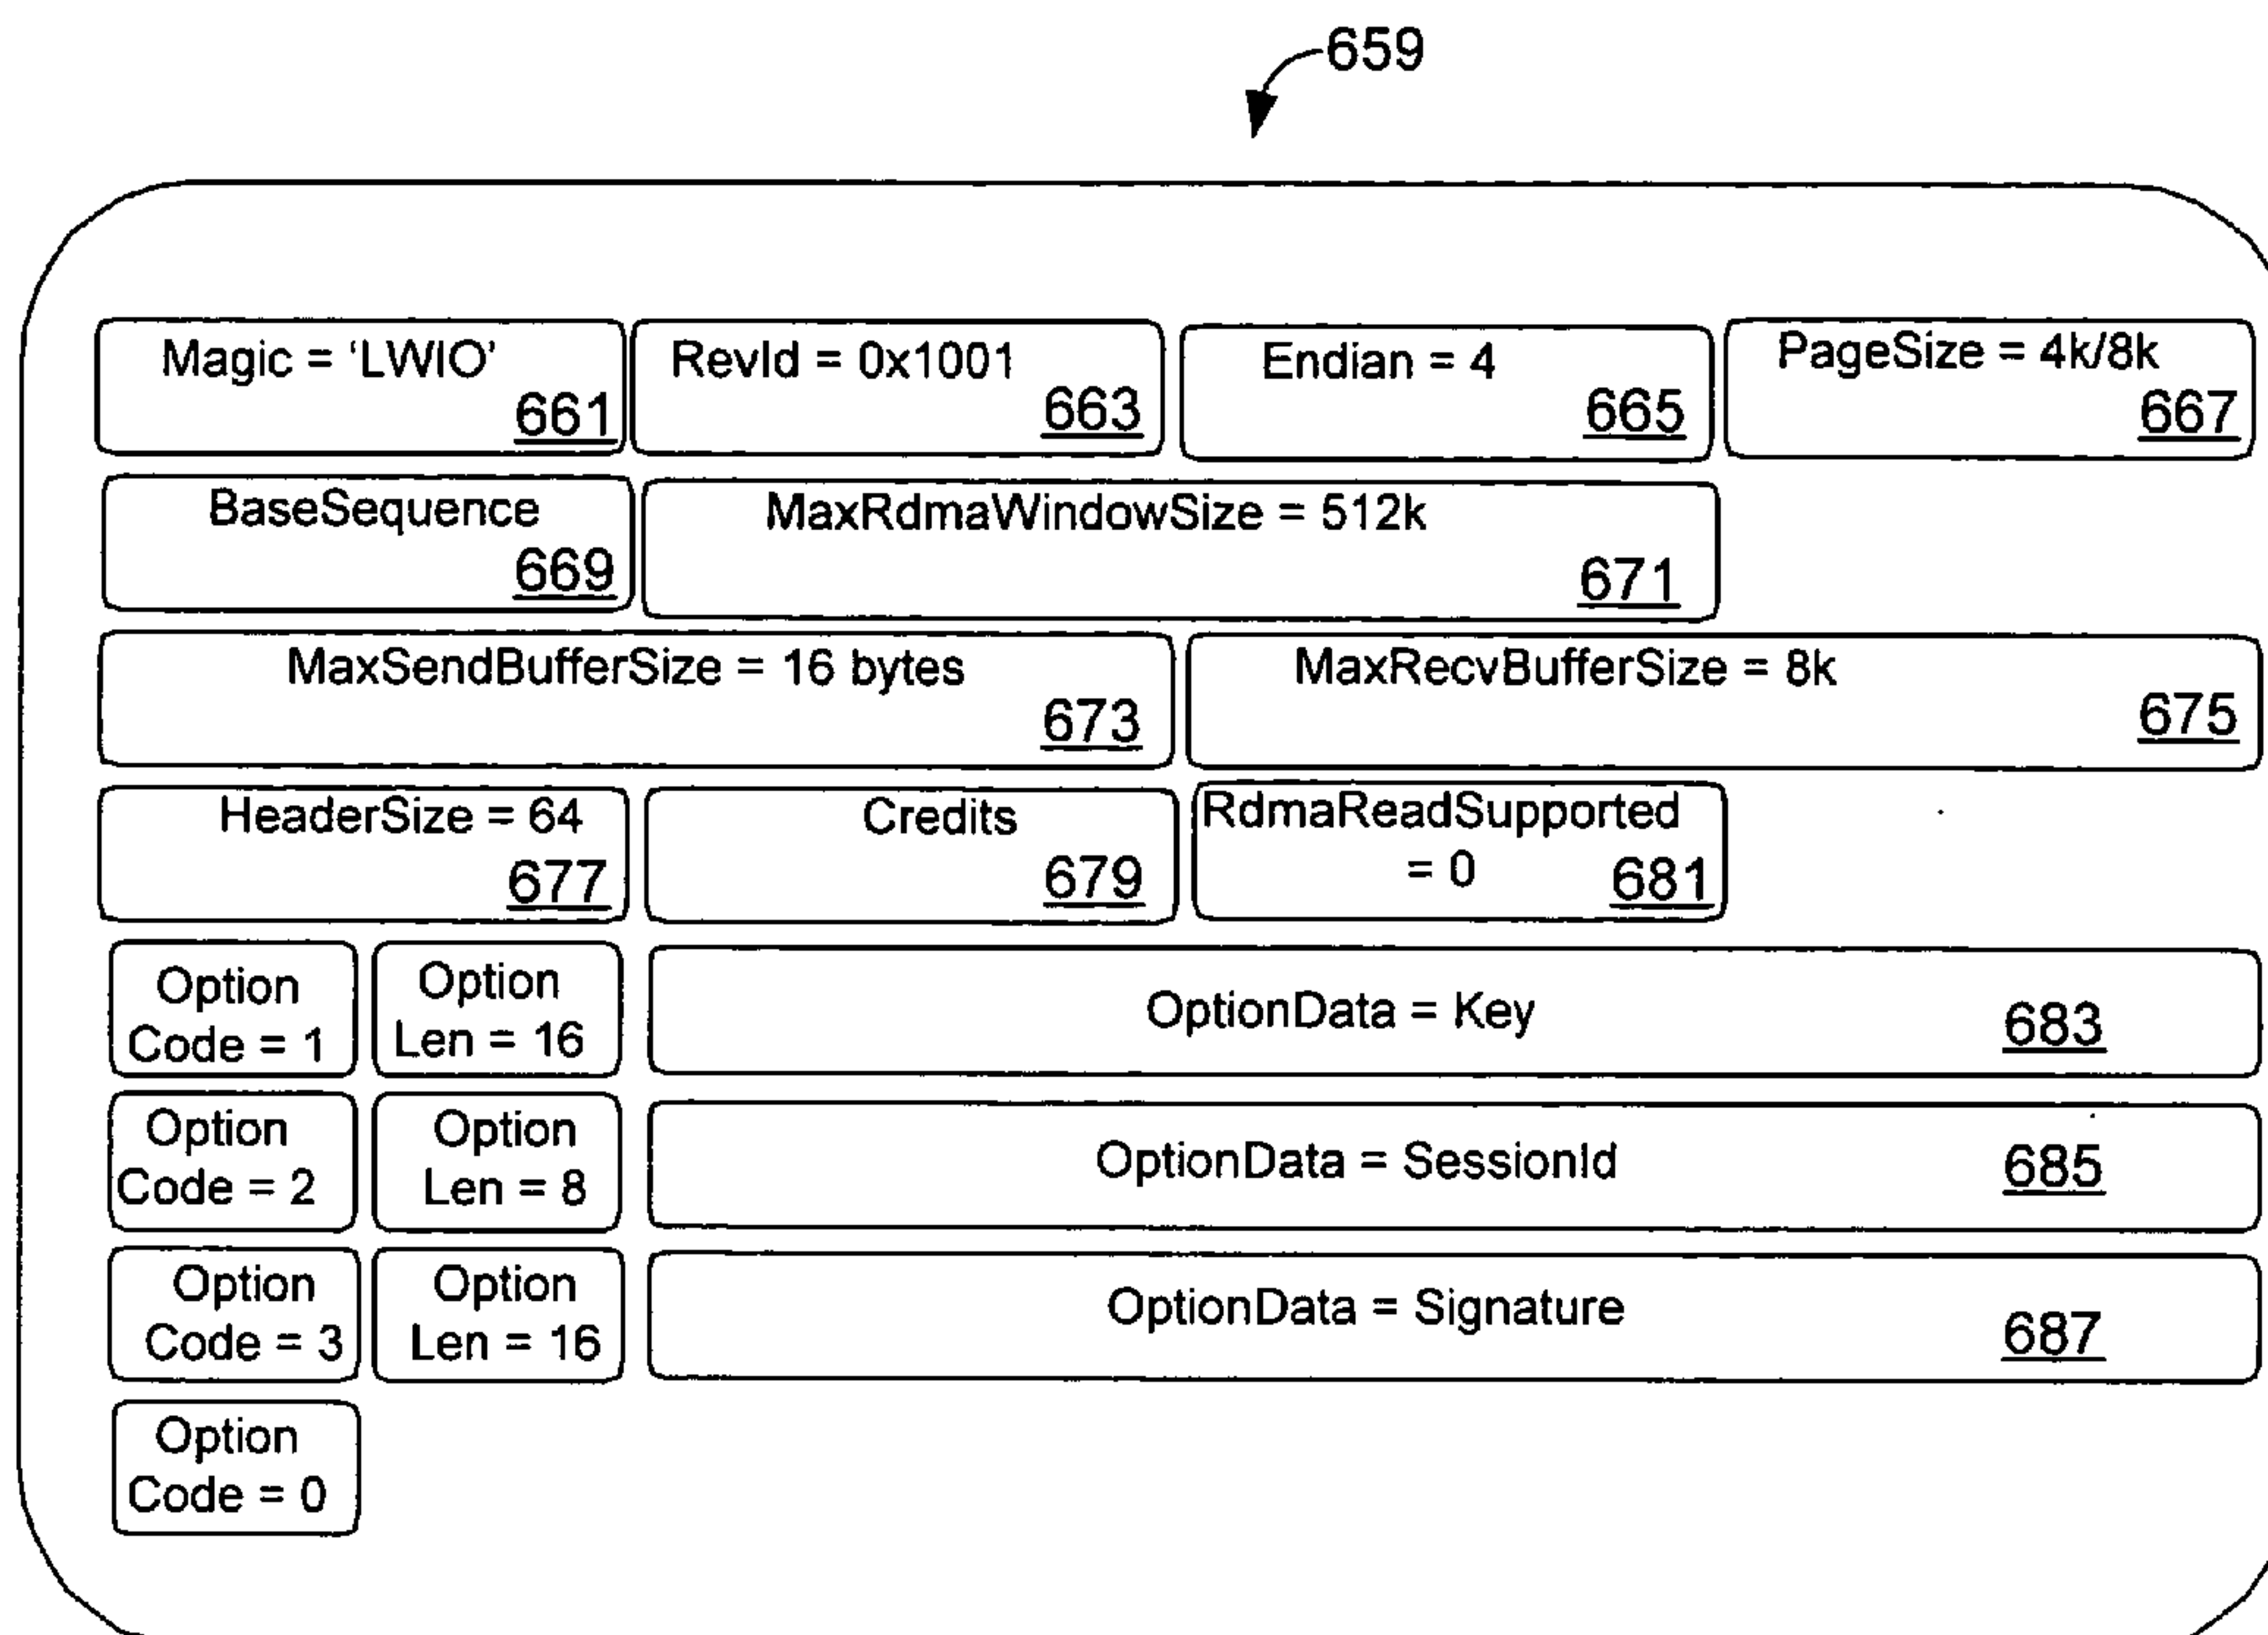 659
Magic = 'LWIO'
661
RevId = 0x1001
663
Endian = 4
665
PageSize = 4k/8k
667
BaseSequence
669
MaxRdmaWindowSize = 512k
671
MaxSendBufferSize = 16 bytes
673
MaxRecvBufferSize = 8k
675
HeaderSize = 64
677
Credits
679
RdmaReadSupported
= 0
681
Option
Code = 1
Option
Len = 16
OptionData = Key
683
Option
Code = 2
Option
Len = 8
OptionData = SessionId
685
Option
Code = 3
Option
Len = 16
OptionData = Signature
687
Option
Code = 0